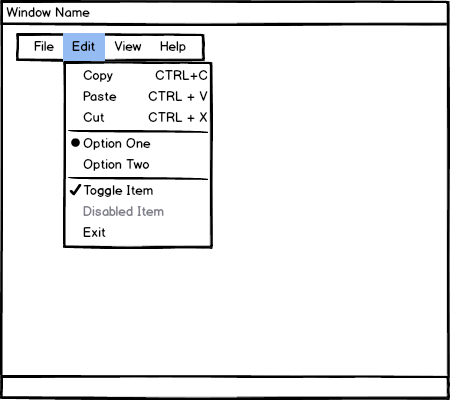 Window Name
File Edit View Help
Copy CTRL+C
Paste CTRL + V
Cut CTRL + X
Option One
Option Two
Toggle Item
Disabled Item
Exit